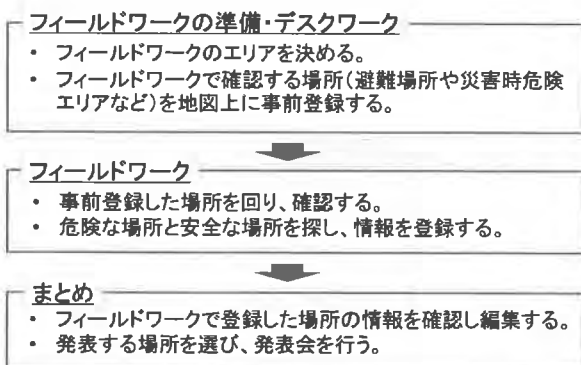 フィールドワークの準備・デスクワーク
・ フィールドワークのエリアを決める。
・ フィールドワークで確認する場所(避難場所や災害時危険
エリアなど)を地図上に事前登録する。
フィールドワーク
・ 事前登録した場所を回り、確認する。
・ 危険な場所と安全な場所を探し、情報を登録する。
まとめ
・ フィールドワークで登録した場所の情報を確認し編集する。
・ 発表する場所を選び、発表会を行う。